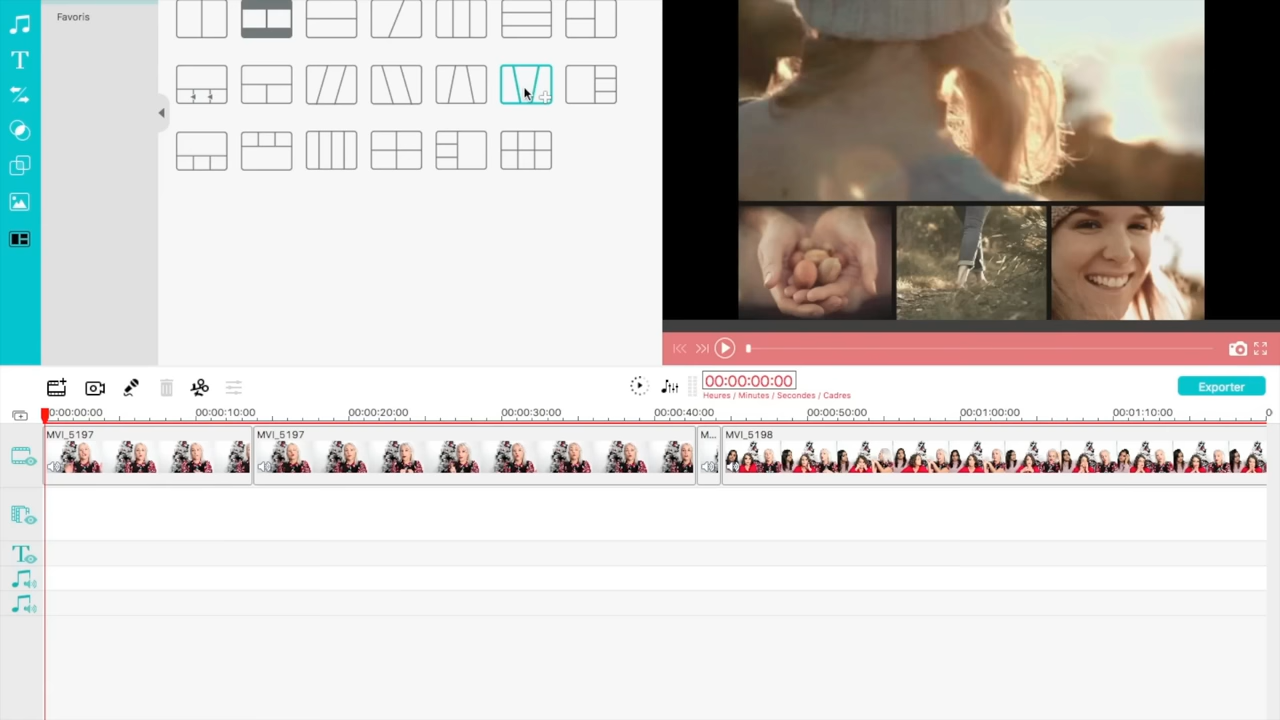 Favoris
00:00:00:00
Heures / Minutes / Secondes / Cadres
Exporter
00:00:00:00
00:00:10:00
00:00:20:00
00:00:30:00
00:00:40:00
00:00:50:00
00:01:00:00
00:01:10:00
MVI_5197
MVI_5197
M...
MVI_5198